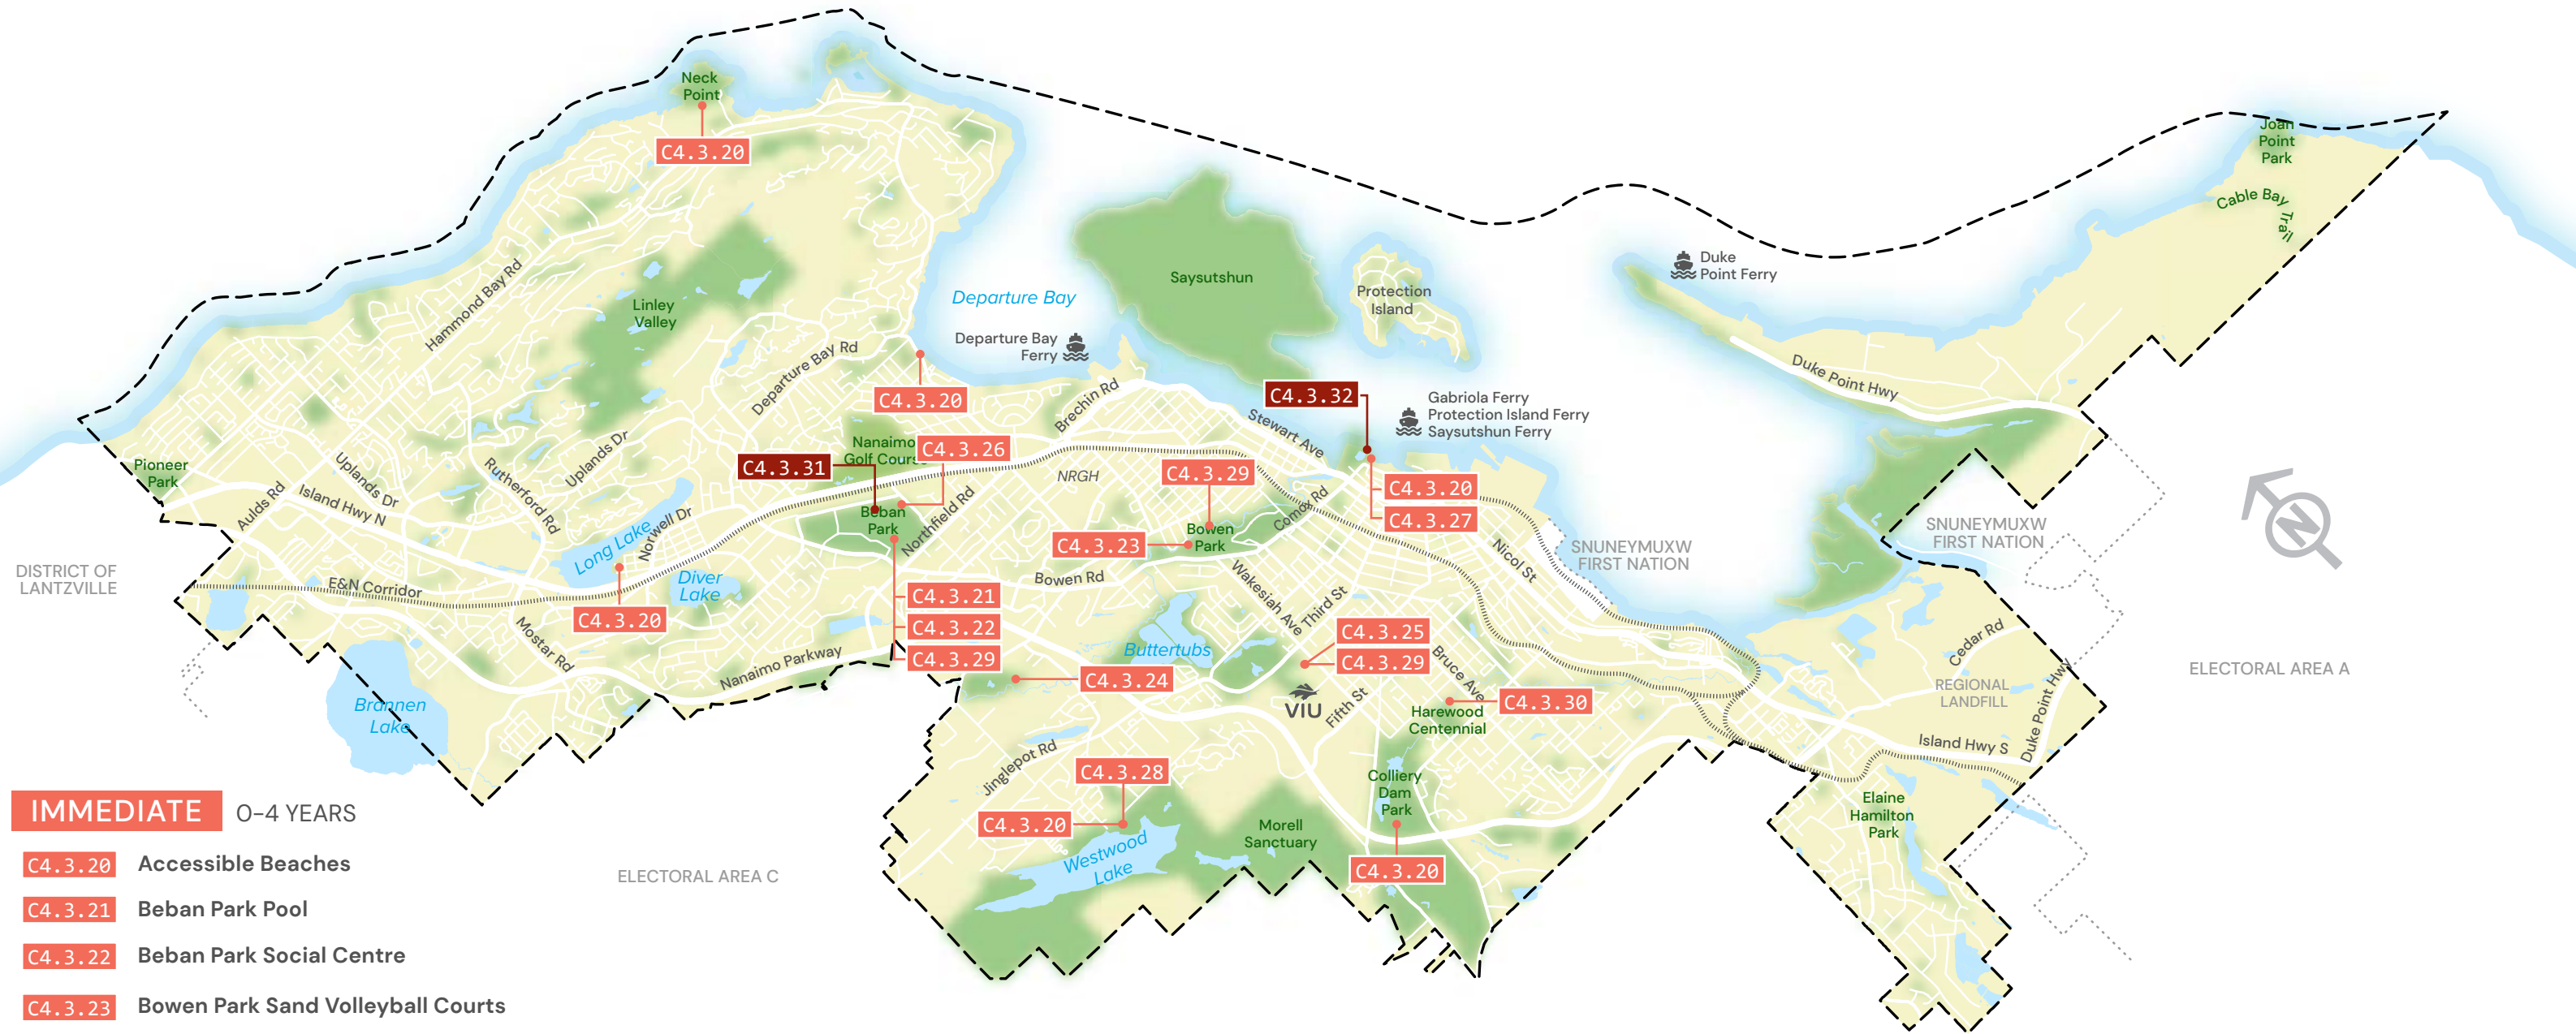 Neck
Point
C4.3.20
Joan
Point
Park
Cable Bay Trail
Saysutshun
Duke
Point Ferry
Protection
Island
Departure Bay
Departure Bay
Ferry
Linley
Valley
Hammond Bay Rd
Departure Bay Rd
C4.3.20
Brechin Rd
C4.3.32
Gabriola Ferry
Protection Island Ferry
Saysutshun Ferry
Duke Point Hwy
Stewart Ave
Nanaimo
Golf Course
C4.3.26
C4.3.31
NRGH
C4.3.29
C4.3.20
C4.3.27
Pioneer
Park
Uplands Dr
Rutherford Rd
Uplands Dr
Aulds Rd
Island Hwy N
Long Lake
Norwell Dr
Beban
Park
Northfield Rd
Comox Rd
Bowen
Park
C4.3.23
Nicol St
SNUNEYMUXW
FIRST NATION
SNUNEYMUXW
FIRST NATION
N
DISTRICT OF
LANTZVILLE
E&N Corridor
Diver
Lake
Bowen Rd
Wakesiah Ave
Third St
C4.3.20
C4.3.21
C4.3.22
C4.3.29
Mostar Rd
Nanaimo Parkway
Buttertubs
C4.3.25
C4.3.29
Bruce Ave
C4.3.24
VIU
Fifth St
C4.3.30
Harewood
Centennial
Cedar Rd
REGIONAL
LANDFILL
Duke Point Hwy
ELECTORAL AREA A
Island Hwy S
Brannen
Lake
Jinglepot Rd
C4.3.28
C4.3.20
Westwood
Lake
Morell
Sanctuary
Colliery
Dam
Park
C4.3.20
Elaine
Hamilton
Park
ELECTORAL AREA C
IMMEDIATE 0-4 YEARS
C4.3.20 Accessible Beaches
C4.3.21 Beban Park Pool
C4.3.22 Beban Park Social Centre
C4.3.23 Bowen Park Sand Volleyball Courts